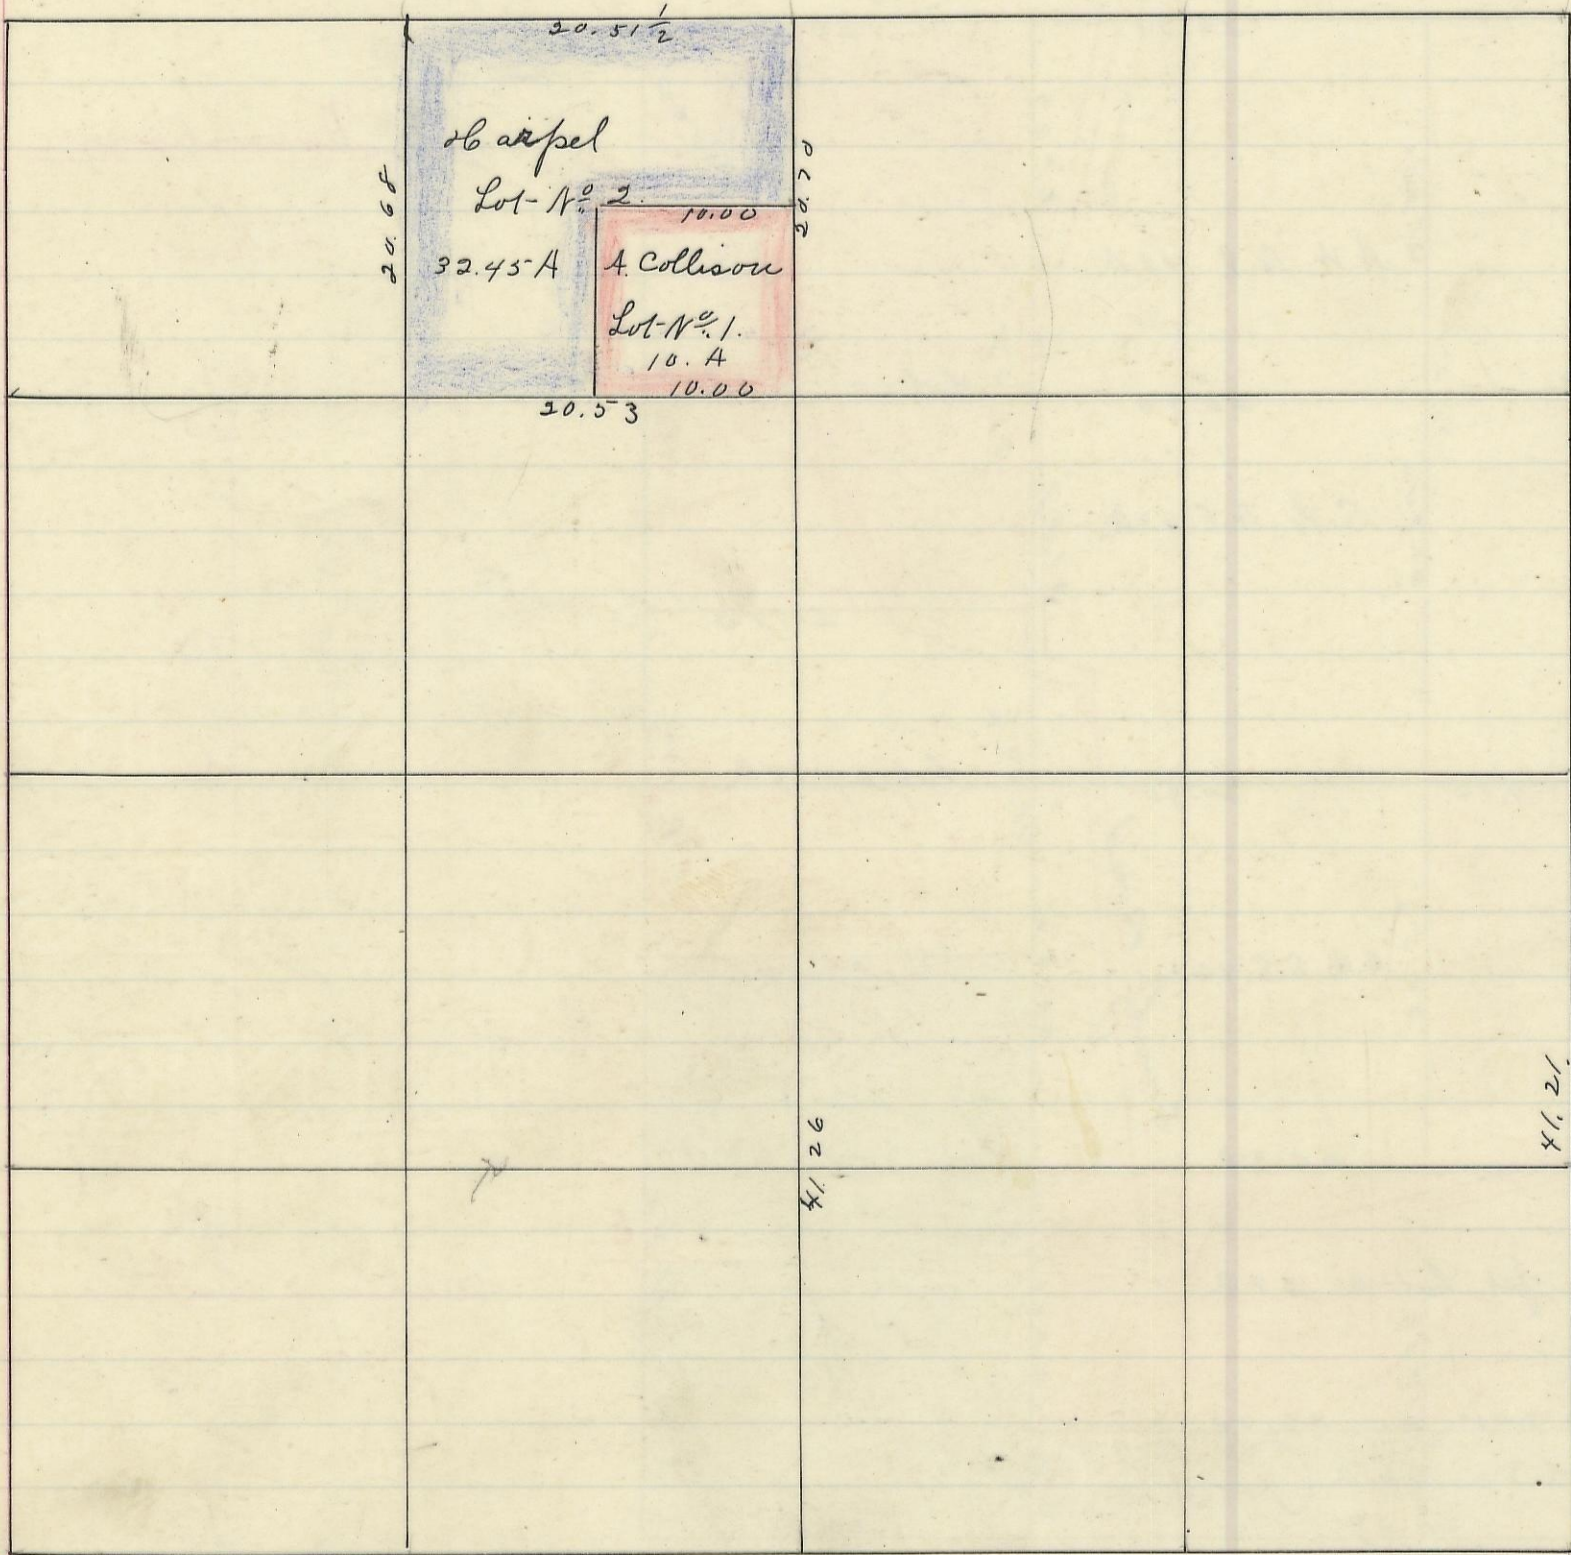 20.51 1/2
Harpel
Lot-Nº 2.
32.45 A
20.68
20.70
10.00
A. Collison
Lot-Nº 1.
10. A
10.00
20.53
41.26
41.21.